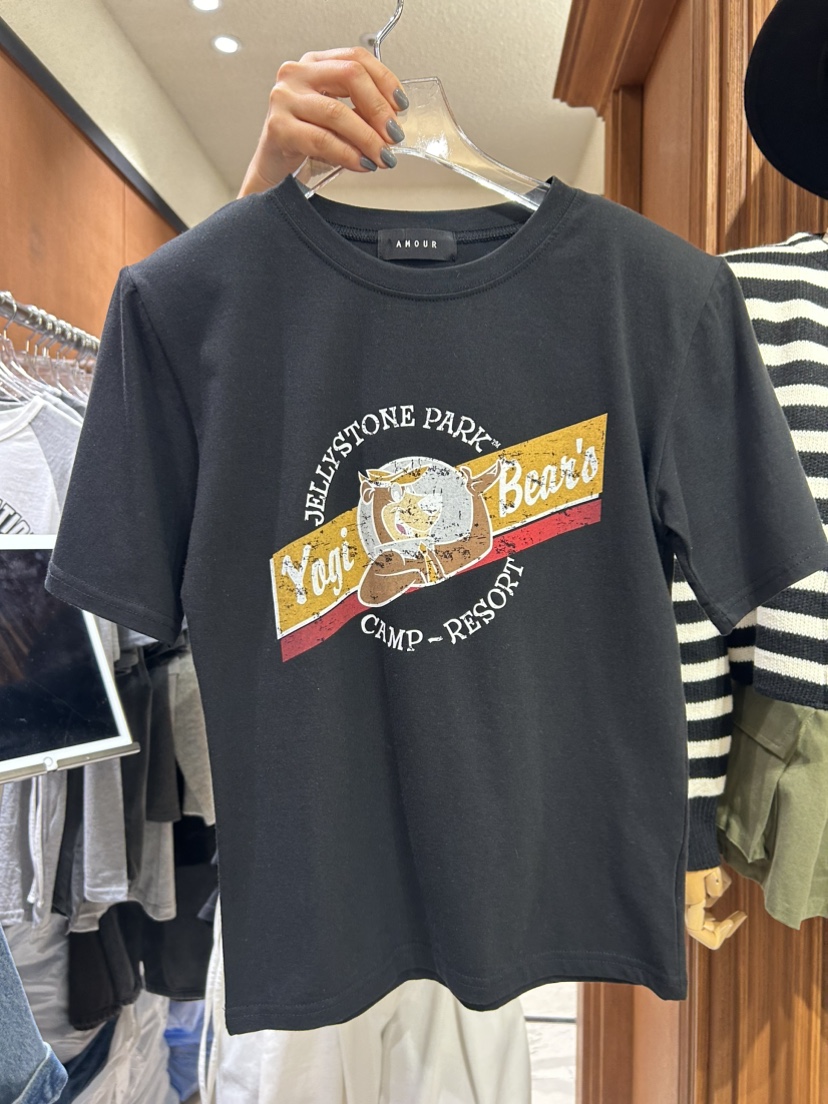 AMOUR
JELLYSTONE PARK™
Yogi Bear's
CAMP - RESORT